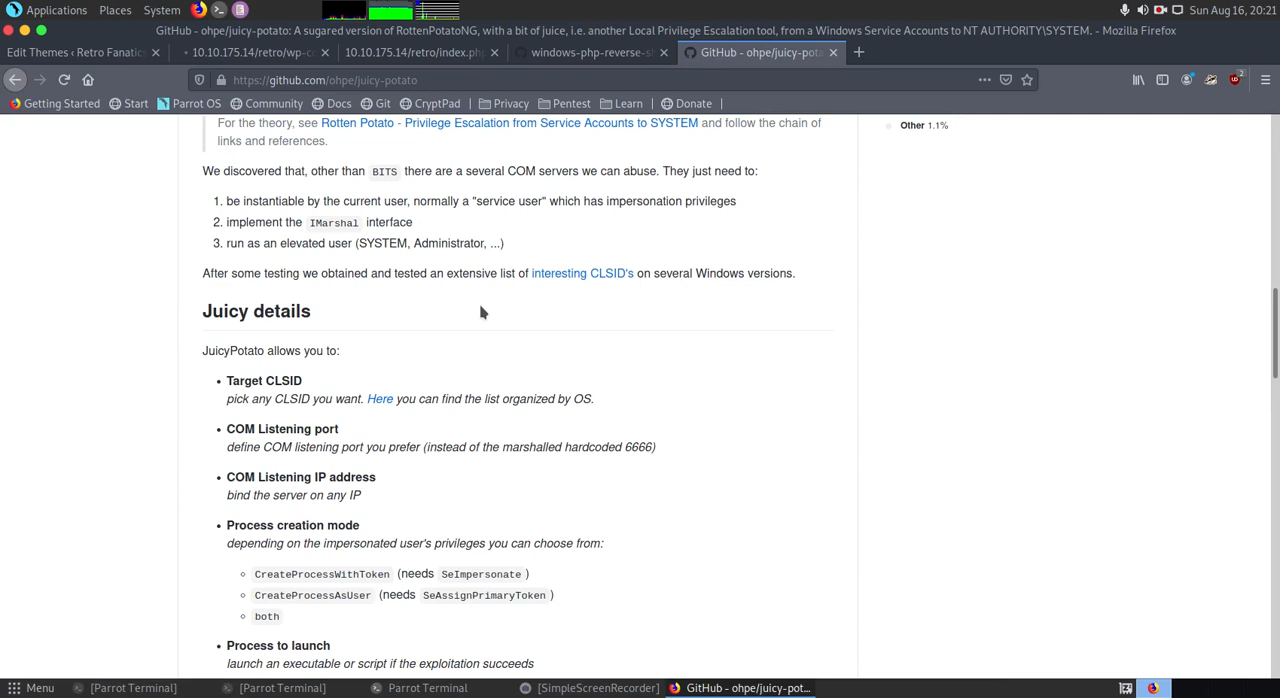 Applications Places System Sun Aug 16, 20:21
GitHub - ohpe/juicy-potato: A sugared version of RottenPotatoNG, with a bit of juice, i.e. another Local Privilege Escalation tool, from a Windows Service Accounts to NT AUTHORITY\SYSTEM. - Mozilla Firefox
Edit Themes ‹ Retro Fanatics 10.10.175.14/retro/wp-c 10.10.175.14/retro/index.php windows-php-reverse-s GitHub - ohpe/juicy-pota
https://github.com/ohpe/juicy-potato 2
Getting Started Start Parrot OS Community Docs Git CryptPad Privacy Pentest Learn Donate
For the theory, see Rotten Potato - Privilege Escalation from Service Accounts to SYSTEM and follow the chain of
links and references.
Other 1.1%
We discovered that, other than BITS there are a several COM servers we can abuse. They just need to:
1. be instantiable by the current user, normally a "service user" which has impersonation privileges
2. implement the IMarshal interface
3. run as an elevated user (SYSTEM, Administrator, ...)
After some testing we obtained and tested an extensive list of interesting CLSID's on several Windows versions.
Juicy details
JuicyPotato allows you to:
• Target CLSID
pick any CLSID you want. Here you can find the list organized by OS.
• COM Listening port
define COM listening port you prefer (instead of the marshalled hardcoded 6666)
• COM Listening IP address
bind the server on any IP
• Process creation mode
depending on the impersonated user's privileges you can choose from:
◦ CreateProcessWithToken (needs SeImpersonate )
◦ CreateProcessAsUser (needs SeAssignPrimaryToken )
◦ both
• Process to launch
launch an executable or script if the exploitation succeeds
Menu [Parrot Terminal] [Parrot Terminal] Parrot Terminal [SimpleScreenRecorder] GitHub - ohpe/juicy-pot...